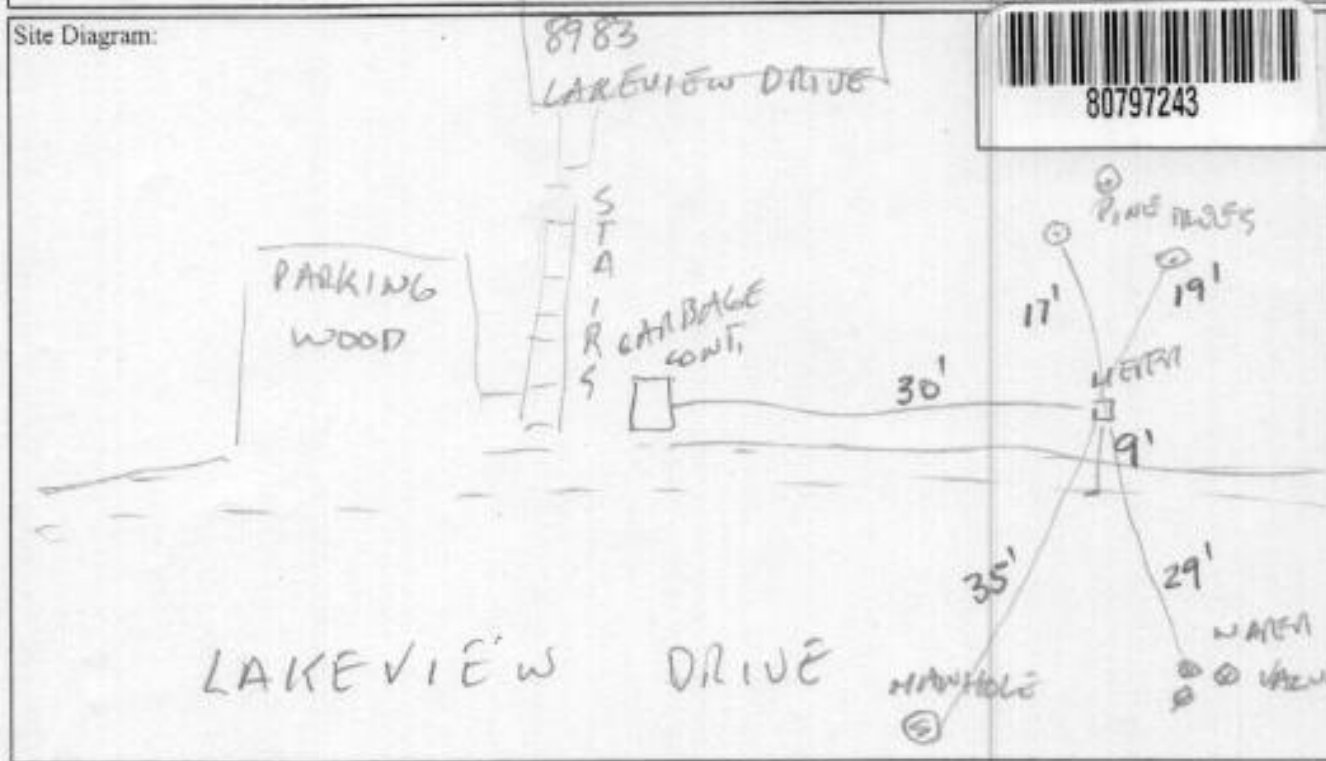 Site Diagram:
8983
LAKEVIEW DRIVE
80797243
PINE TREES
STAIRS
PARKING
WOOD
GARBAGE
CONT.
17'
19'
METER
30'
9'
35'
29'
WATER
MANHOLE
LAKEVIEW DRIVE